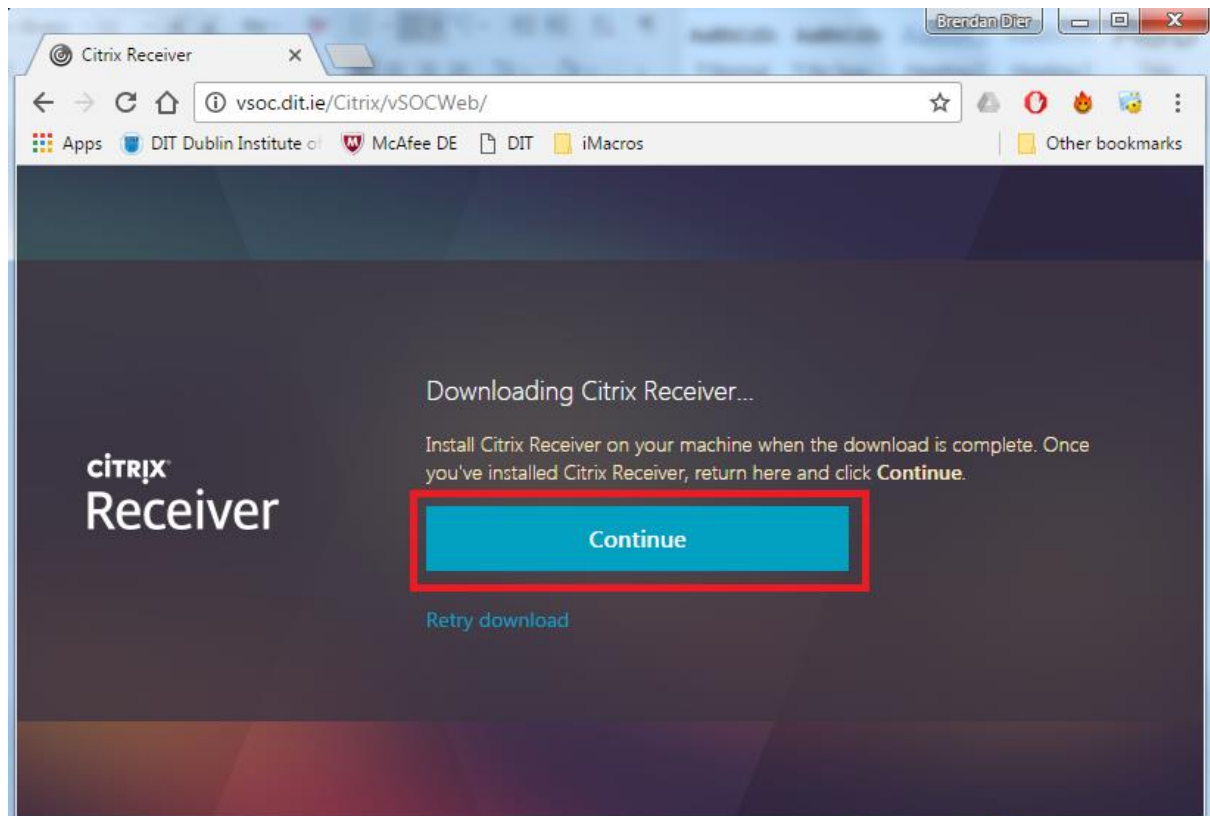 Brendan Dier
Citrix Receiver
vsoc.dit.ie/Citrix/vSOCWeb/
Apps DIT Dublin Institute of McAfee DE DIT iMacros Other bookmarks
Downloading Citrix Receiver...
Install Citrix Receiver on your machine when the download is complete. Once
you've installed Citrix Receiver, return here and click Continue.
CITRIX
Receiver
Continue
Retry download